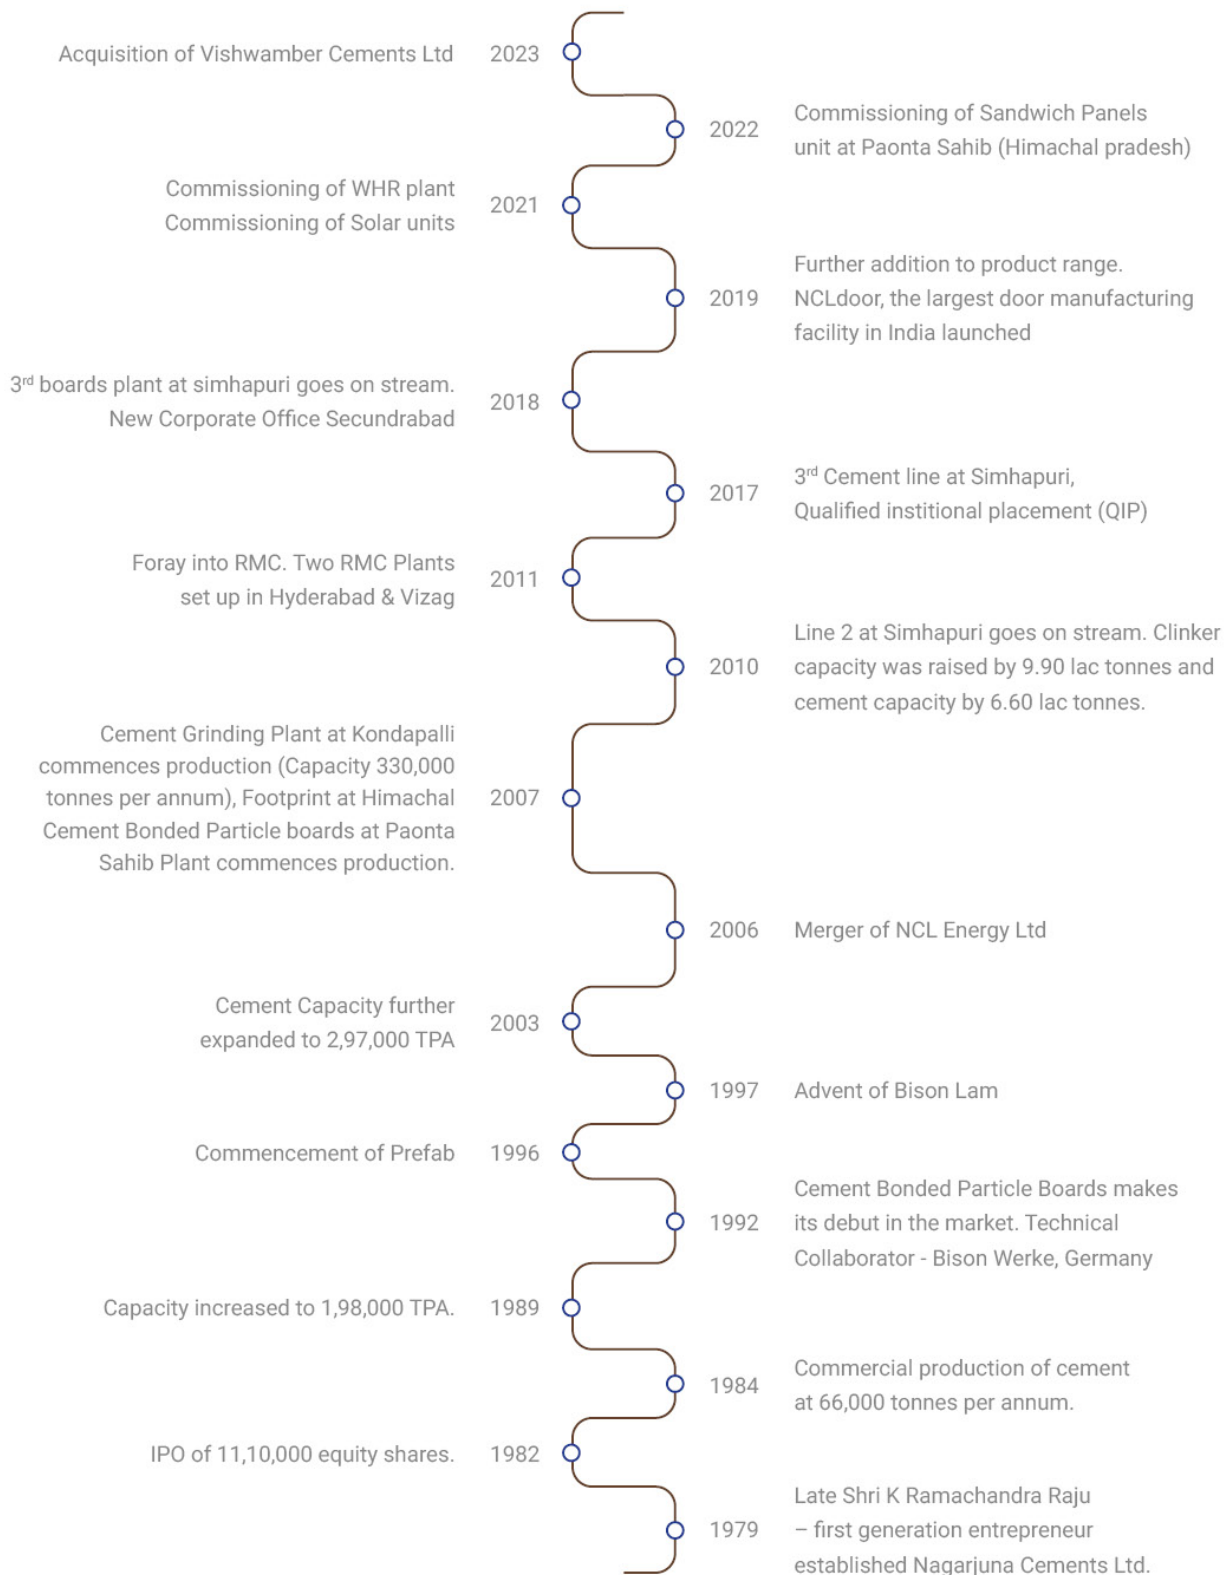 Acquisition of Vishwamber Cements Ltd 2023
2022 Commissioning of Sandwich Panels
unit at Paonta Sahib (Himachal pradesh)
Commissioning of WHR plant
Commissioning of Solar units
2021
Further addition to product range.
2019 NCLdoor, the largest door manufacturing
facility in India launched
3rd boards plant at simhapuri goes on stream.
New Corporate Office Secundrabad
2018
2017
3rd Cement line at Simhapuri,
Qualified institional placement (QIP)
Foray into RMC. Two RMC Plants
set up in Hyderabad & Vizag
2011
Line 2 at Simhapuri goes on stream. Clinker
2010 capacity was raised by 9.90 lac tonnes and
cement capacity by 6.60 lac tonnes.
Cement Grinding Plant at Kondapalli
commences production (Capacity 330,000
tonnes per annum), Footprint at Himachal 2007
Cement Bonded Particle boards at Paonta
Sahib Plant commences production.
2006 Merger of NCL Energy Ltd
Cement Capacity further
expanded to 2,97,000 TPA
2003
1997 Advent of Bison Lam
Commencement of Prefab 1996
Cement Bonded Particle Boards makes
1992 its debut in the market. Technical
Collaborator - Bison Werke, Germany
Capacity increased to 1,98,000 TPA. 1989
1984
Commercial production of cement
at 66,000 tonnes per annum.
IPO of 11,10,000 equity shares. 1982
Late Shri K Ramachandra Raju
1979 – first generation entrepreneur
established Nagarjuna Cements Ltd.